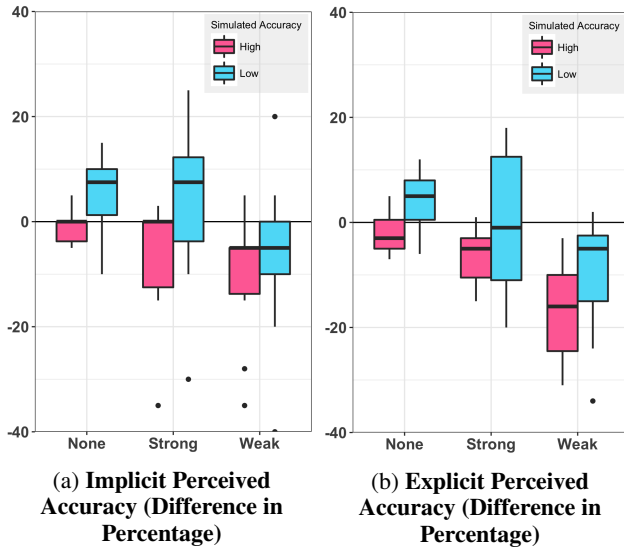 40
20
0
-20
-40
Simulated Accuracy
High
Low
None
Strong
Weak
(a) Implicit Perceived
Accuracy (Difference in
Percentage)
40
20
0
-20
-40
Simulated Accuracy
High
Low
None
Strong
Weak
(b) Explicit Perceived
Accuracy (Difference in
Percentage)